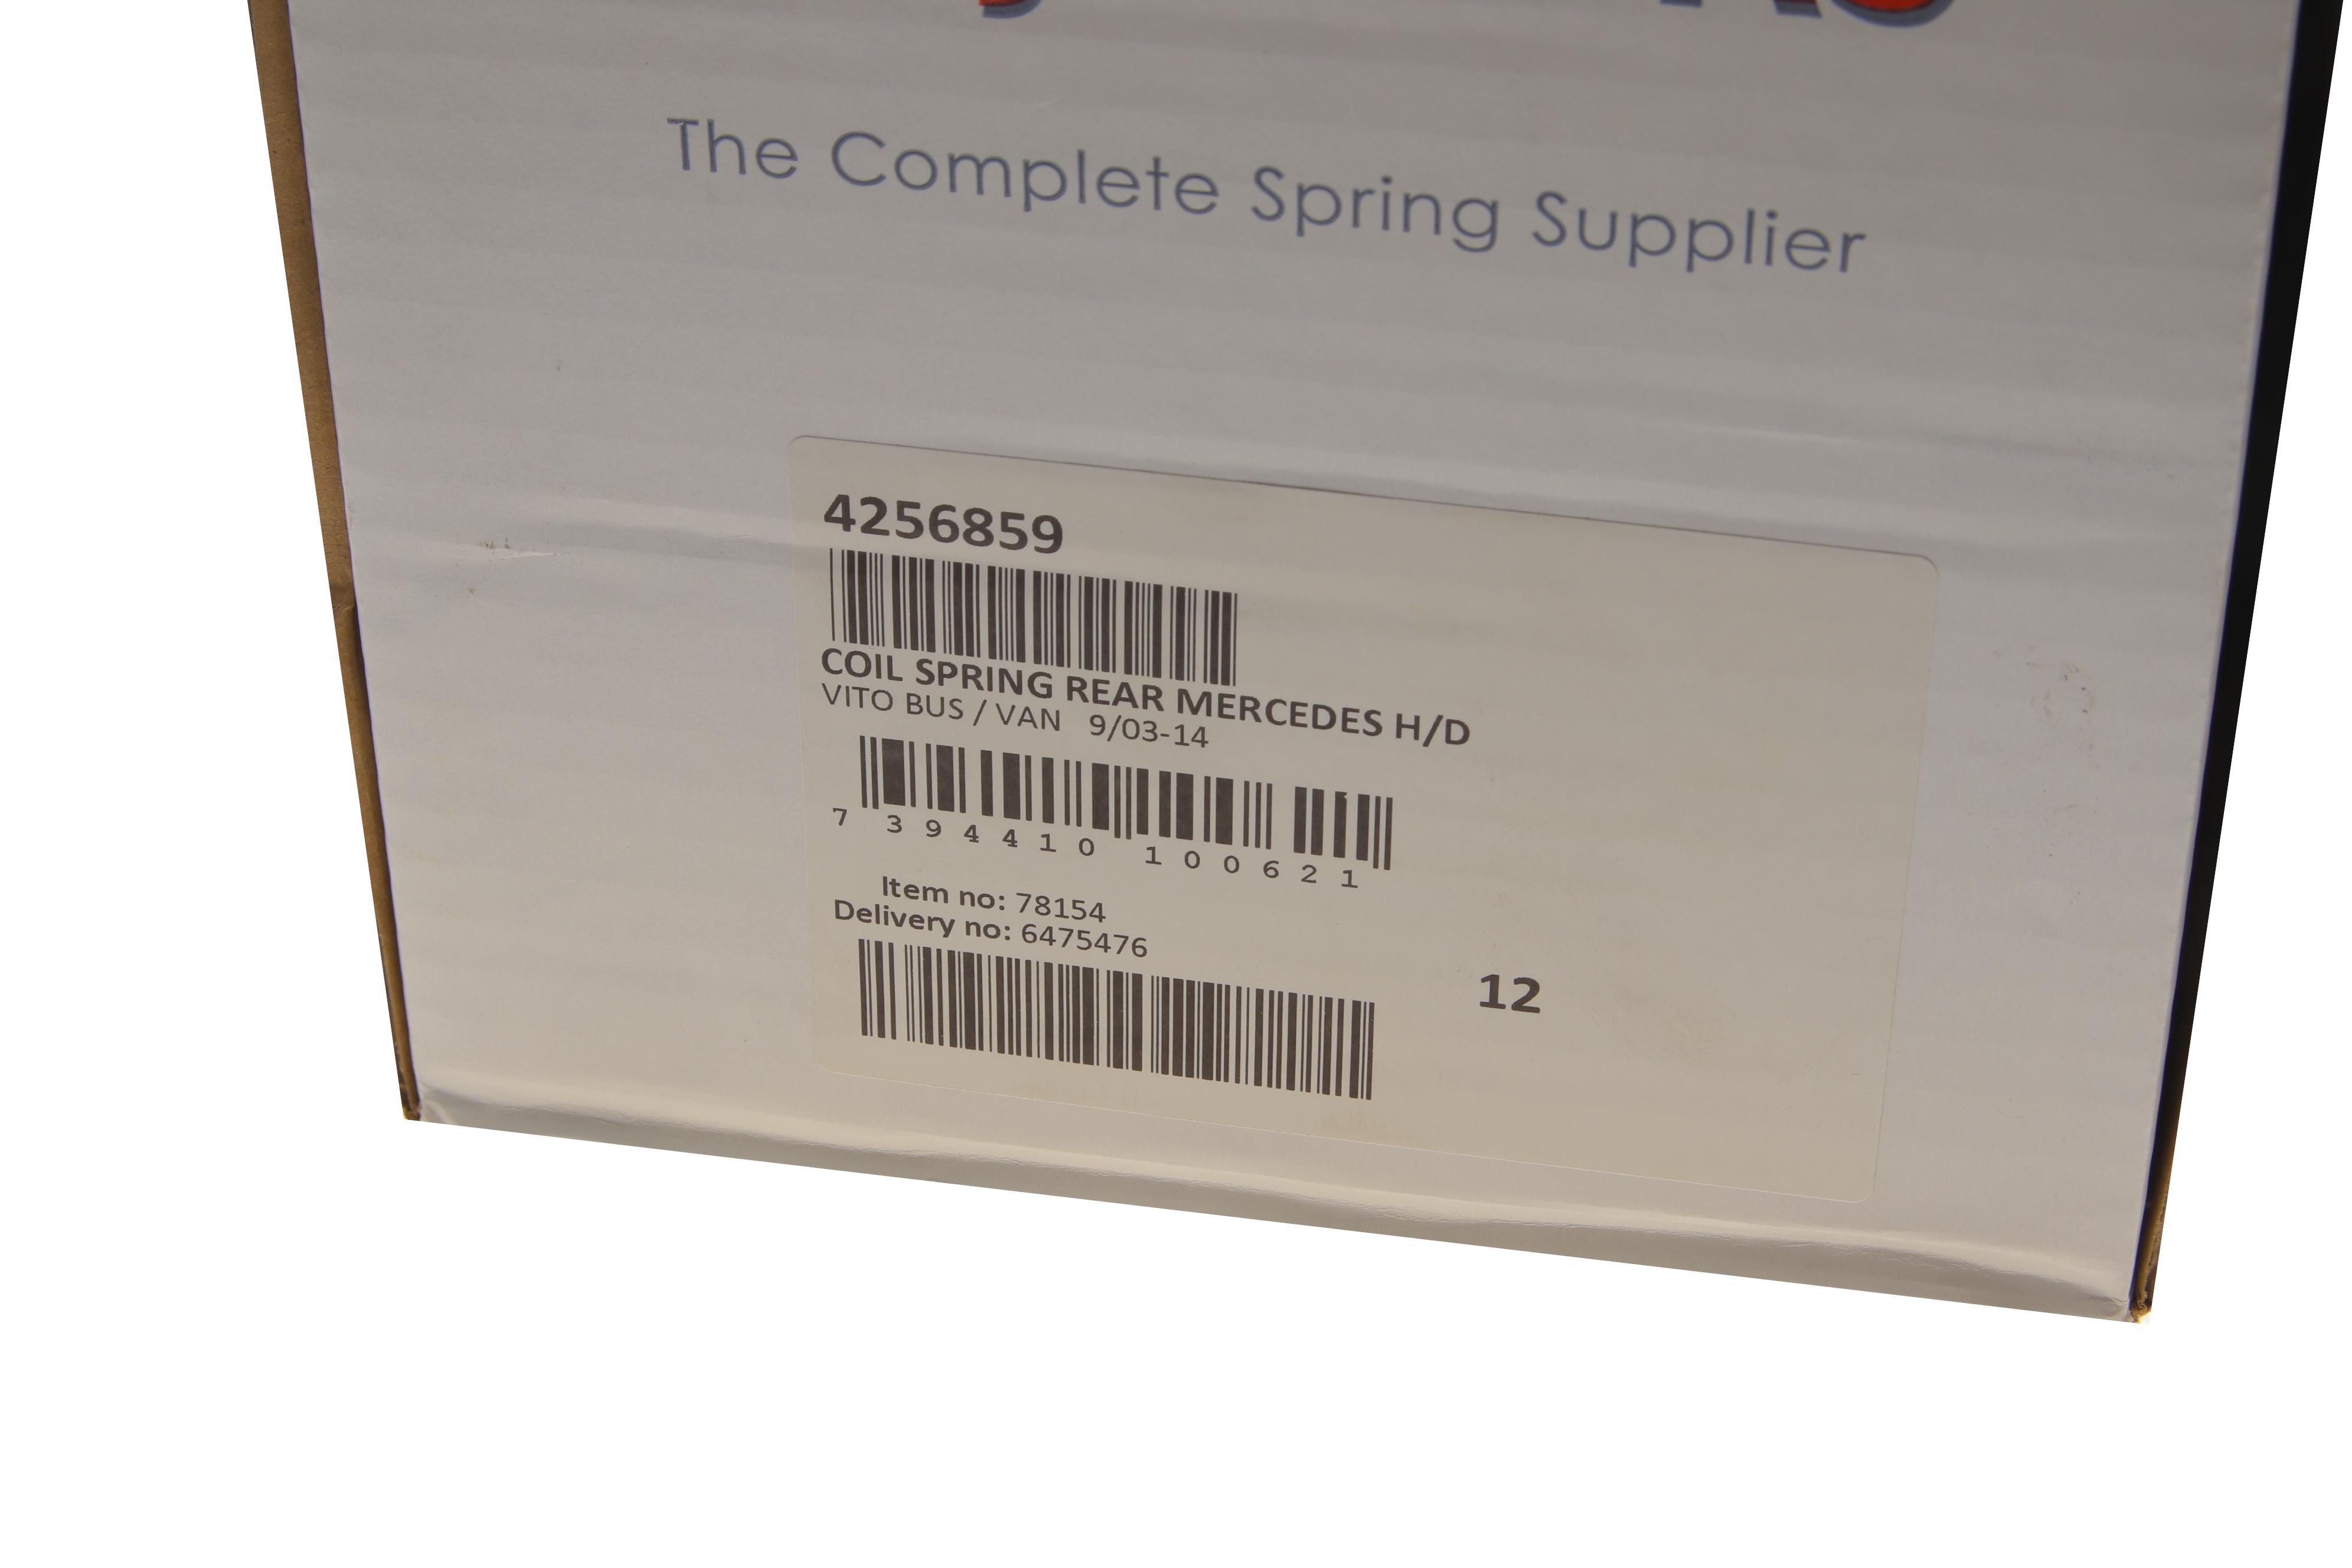 The Complete Spring Supplier
4256859
COIL SPRING REAR MERCEDES H/D
VITO BUS / VAN 9/03-14
7 394410 100621
Item no: 78154
Delivery no: 6475476
12